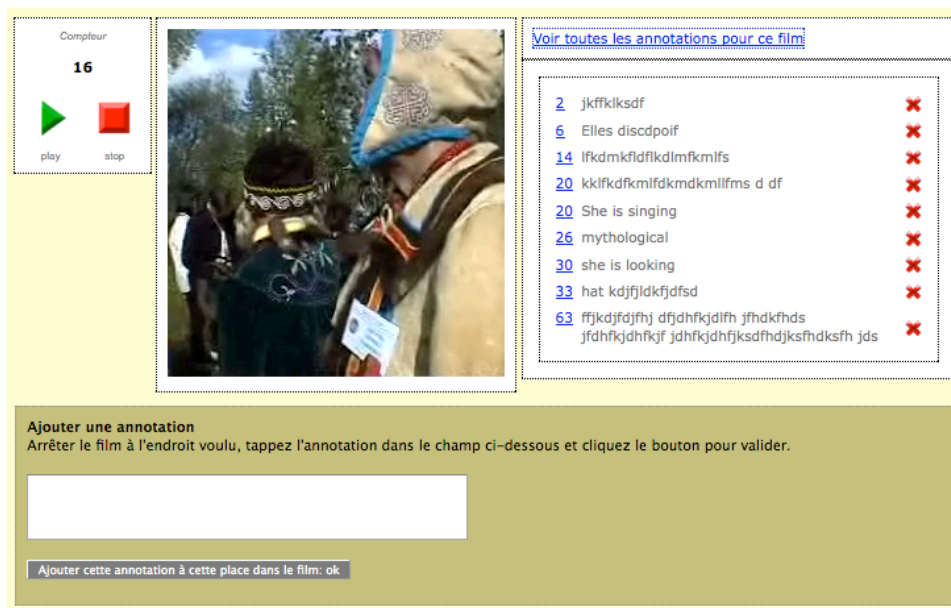 Compteur
16
play
stop
Voir toutes les annotations pour ce film
2 jkffklksdf
6 Elles discdpoif
14 lfkdmkfldflkdlmfkmlfs
20 kklfkdfkmlfdkmdkmllfms d df
20 She is singing
26 mythological
30 she is looking
33 hat kdjfjldkfjdfsd
63 ffjkdjfdjfhj dfjdhfkjdlfh jfhdkfhds
jfdhfkjdhfkjf jdhfkjdhfjksdfhdjksfhdksfh jds
Ajouter une annotation
Arrêter le film à l'endroit voulu, tappez l'annotation dans le champ ci-dessous et cliquez le bouton pour valider.
Ajouter cette annotation à cette place dans le film: ok